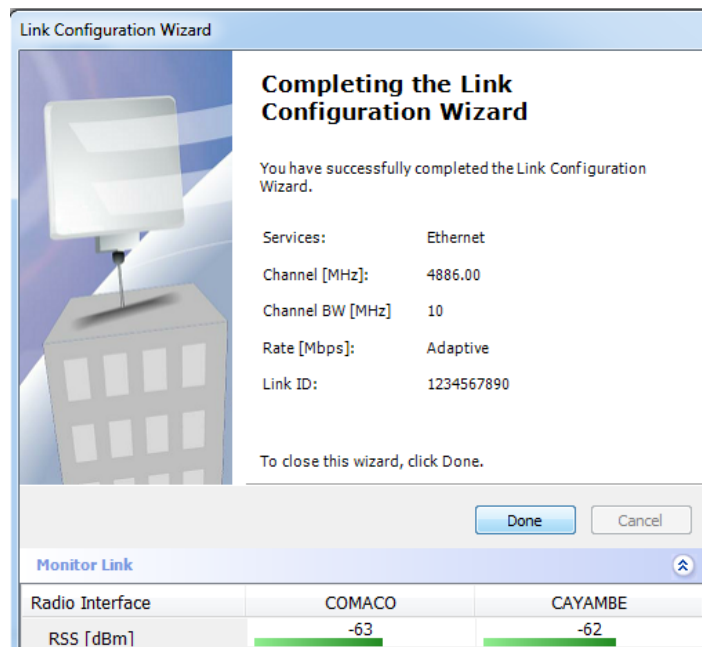 Link Configuration Wizard
Completing the Link
Configuration Wizard
You have successfully completed the Link Configuration
Wizard.
Services: Ethernet
Channel [MHz]: 4886.00
Channel BW [MHz] 10
Rate [Mbps]: Adaptive
Link ID: 1234567890
To close this wizard, click Done.
Done Cancel
Monitor Link
Radio Interface COMACO CAYAMBE
RSS [dBm] -63 -62